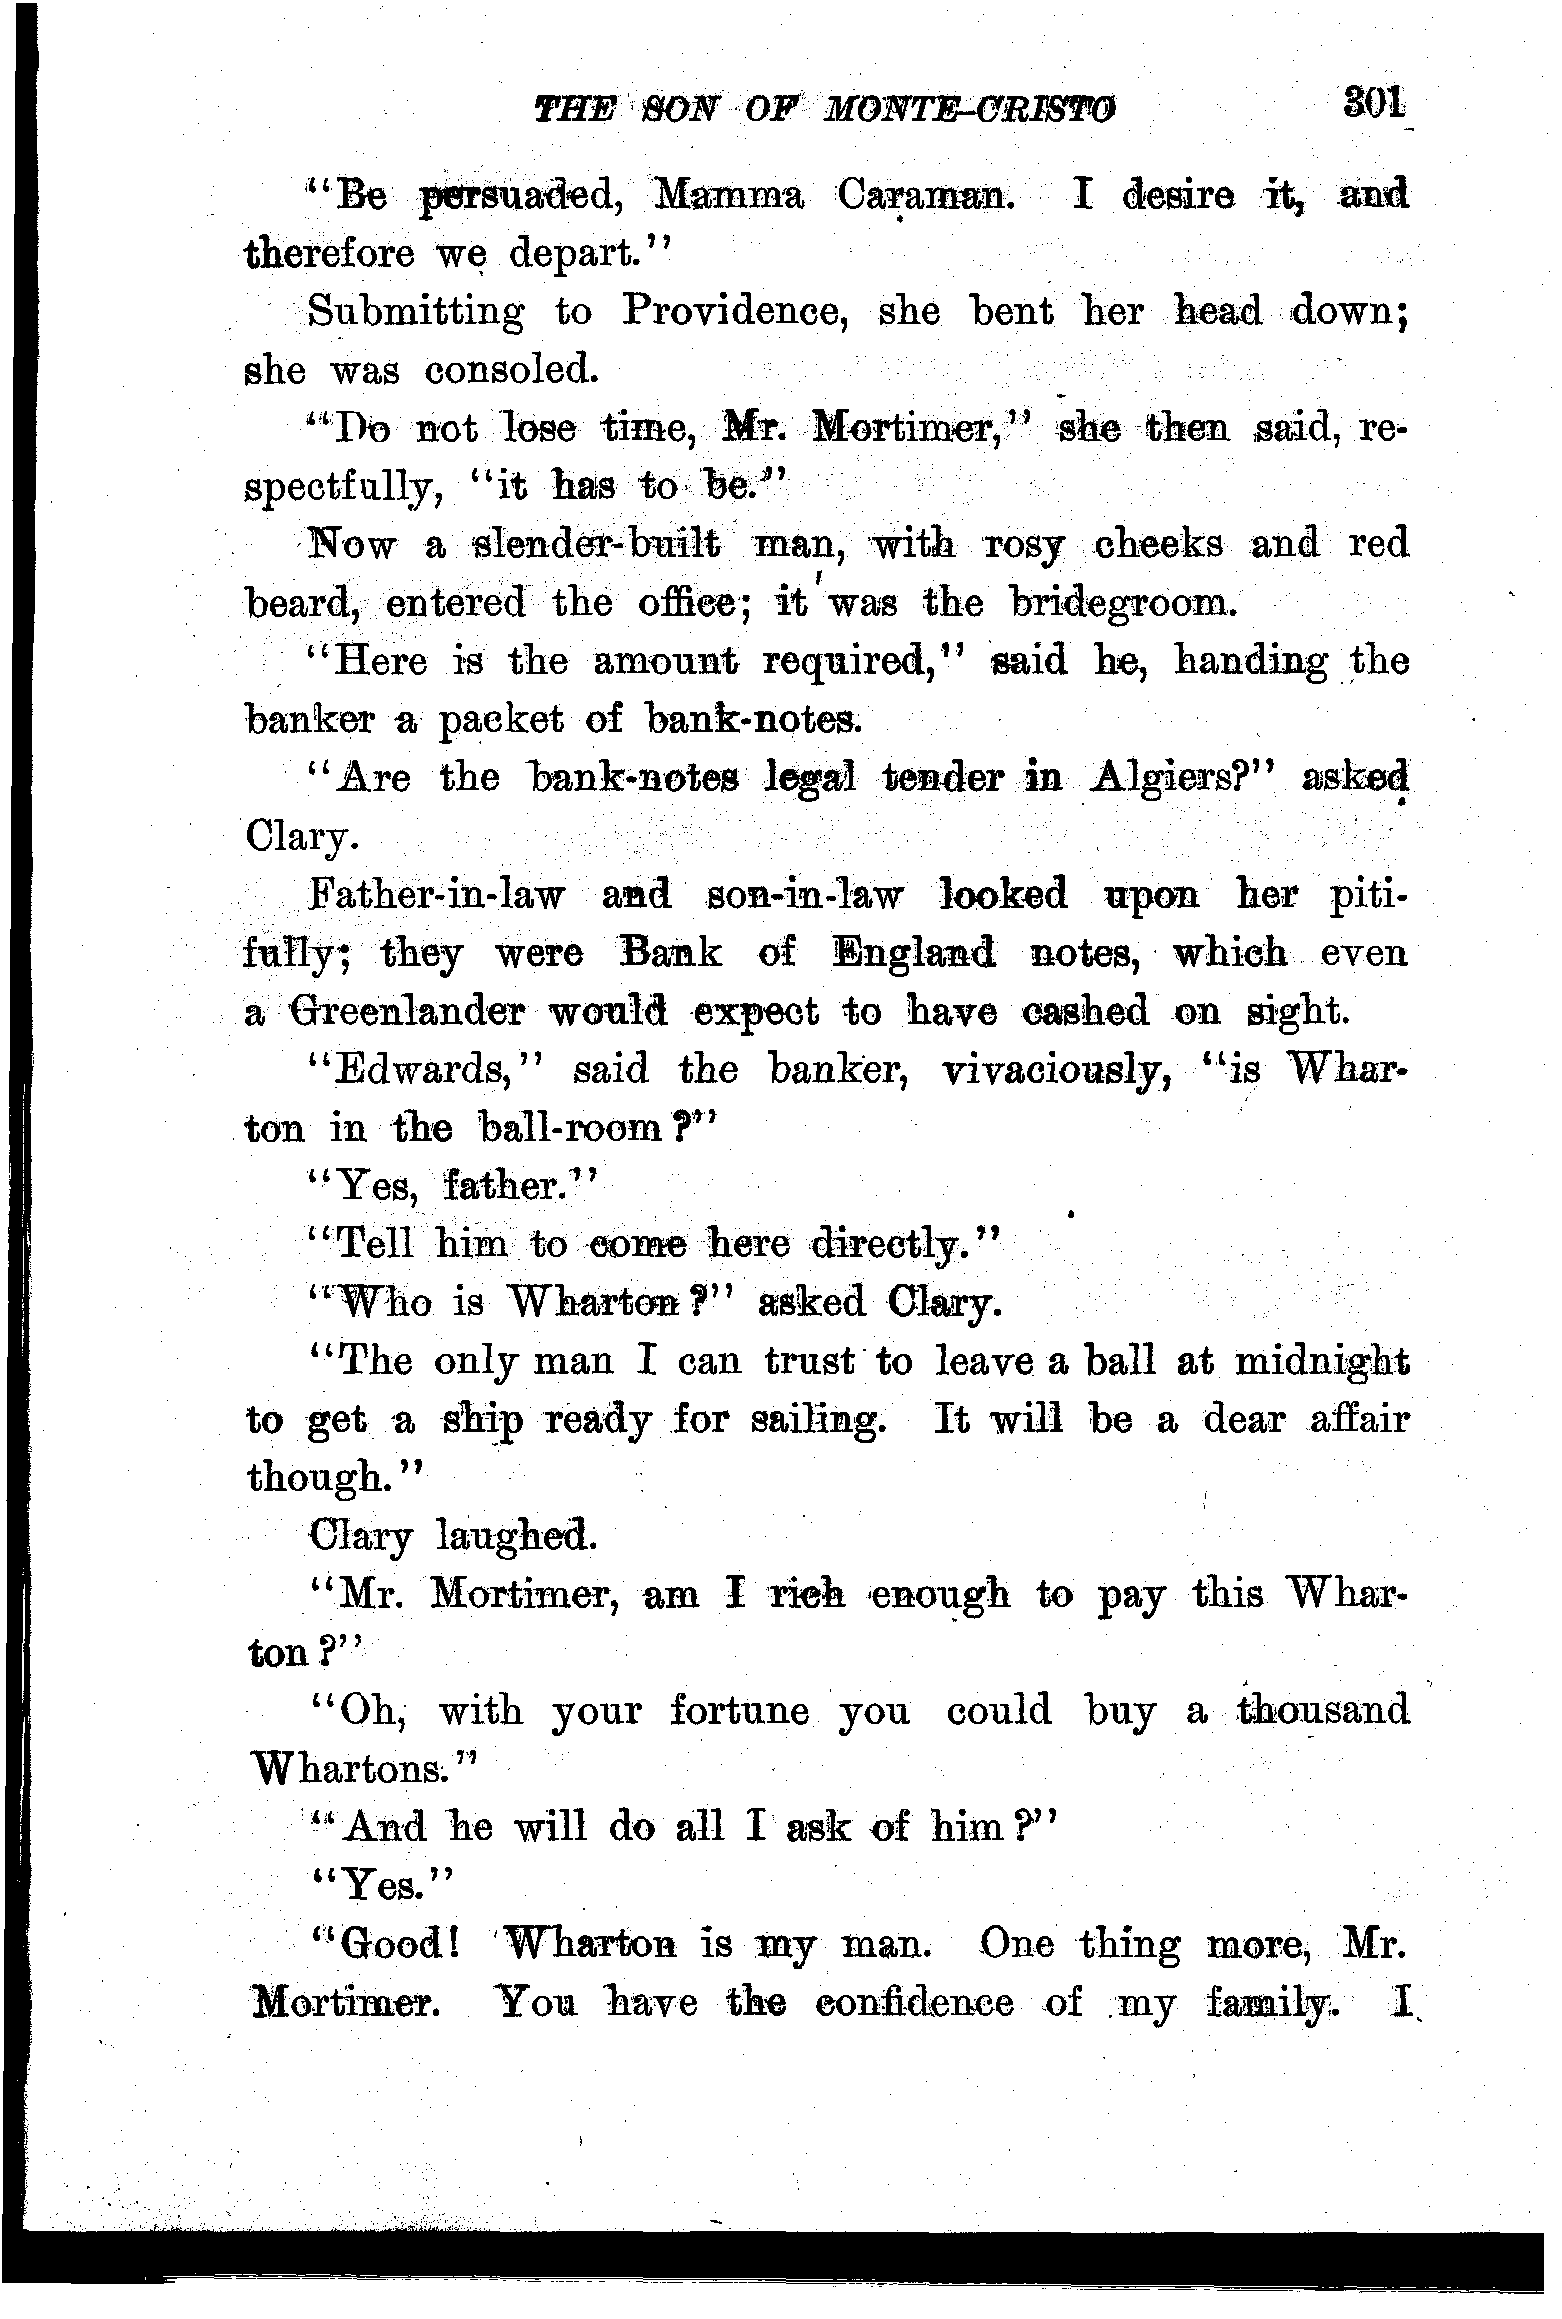 THE SON OF MONTE-CRISTO 301
"Be persuaded, Mamma Caraman. I desire it, and
therefore we depart."
Submitting to Providence, she bent her head down;
she was consoled.
"Do not lose time, Mr. Mortimer," she then said, re-
spectfully, "it has to be."
Now a slender-built man, with rosy cheeks and red
beard, entered the office; it was the bridegroom.
"Here is the amount required," said he, handing the
banker a packet of bank-notes.
"Are the bank-notes legal tender in Algiers?" asked
Clary.
Father-in-law and son-in-law looked upon her piti-
fully; they were Bank of England notes, which even
a Greenlander would expect to have cashed on sight.
"Edwards," said the banker, vivaciously, "is Whar-
ton in the ball-room?"
"Yes, father."
"Tell him to come here directly."
"Who is Wharton?" asked Clary.
"The only man I can trust to leave a ball at midnight
to get a ship ready for sailing. It will be a dear affair
though."
Clary laughed.
"Mr. Mortimer, am I rich enough to pay this Whar-
ton?"
"Oh, with your fortune you could buy a thousand
Whartons."
"And he will do all I ask of him?"
"Yes."
"Good! Wharton is my man. One thing more, Mr.
Mortimer. You have the confidence of my family. I